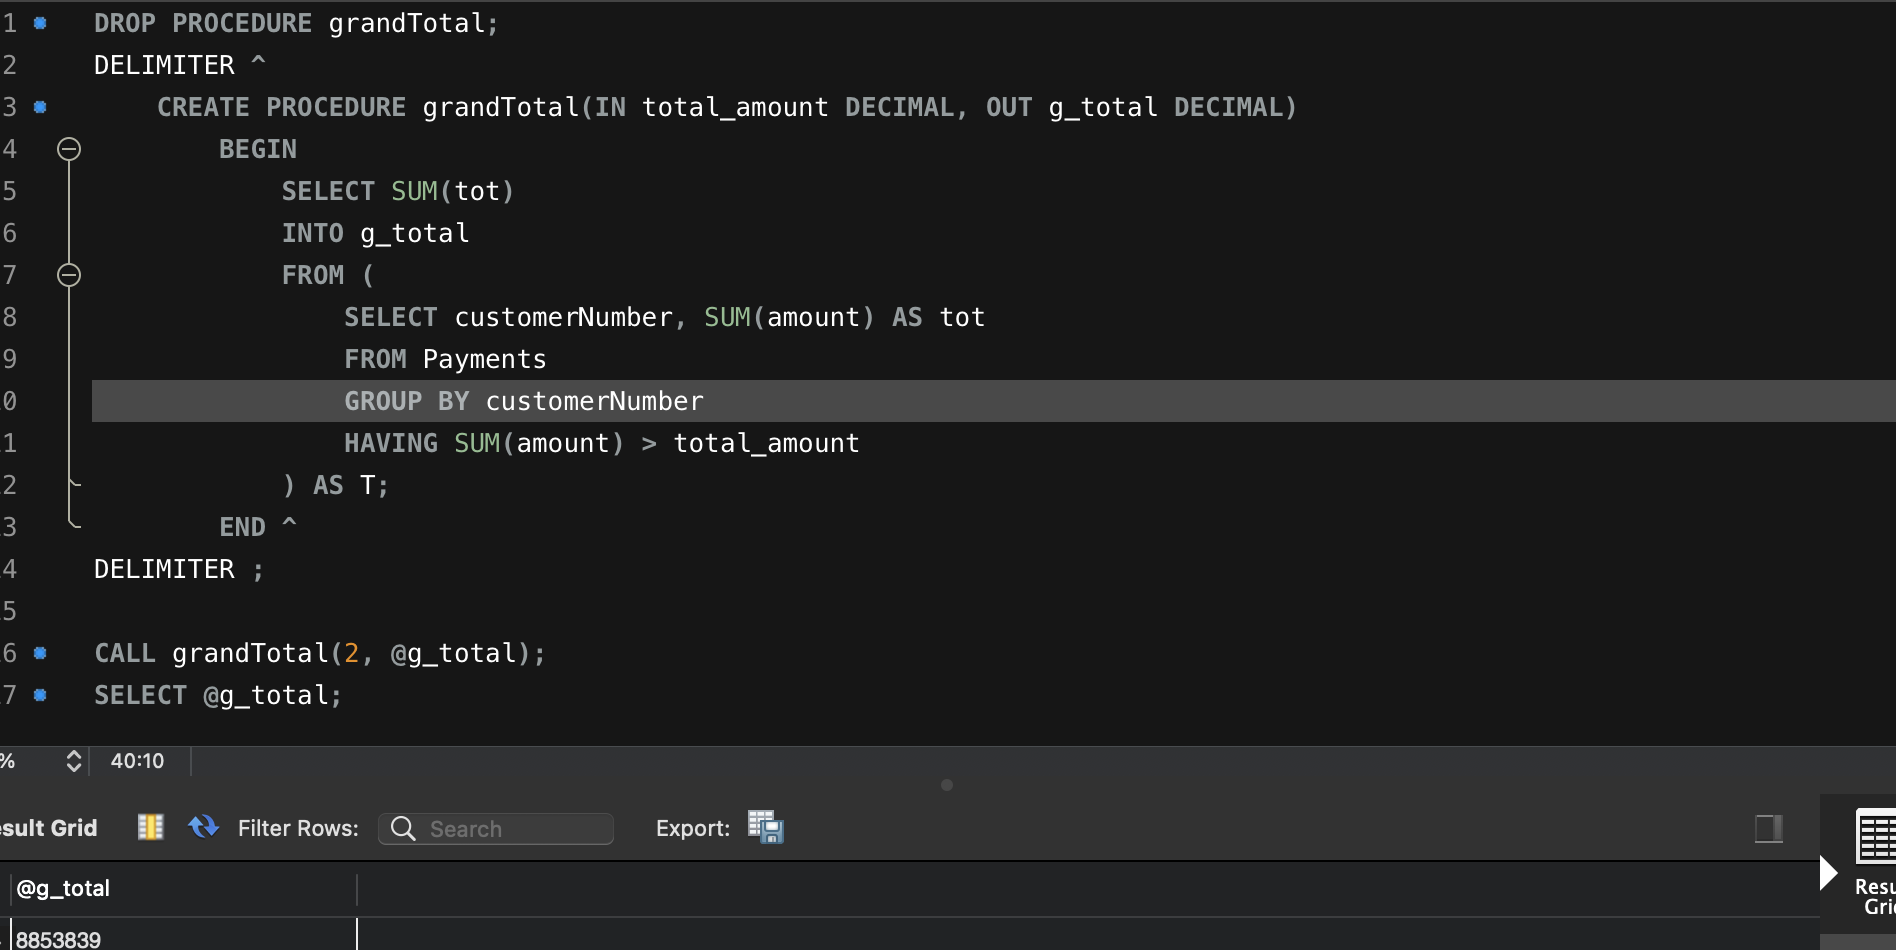 1 DROP PROCEDURE grandTotal;
2 DELIMITER ^
3 CREATE PROCEDURE grandTotal(IN total_amount DECIMAL, OUT g_total DECIMAL)
4 BEGIN
5 SELECT SUM(tot)
6 INTO g_total
7 FROM (
8 SELECT customerNumber, SUM(amount) AS tot
9 FROM Payments
0 GROUP BY customerNumber
1 HAVING SUM(amount) > total_amount
2 ) AS T;
3 END ^
4 DELIMITER ;
5
6 CALL grandTotal(2, @g_total);
7 SELECT @g_total;
% 40:10
sult Grid Filter Rows: Search Export:
Resu
Gri
@g_total
8853839